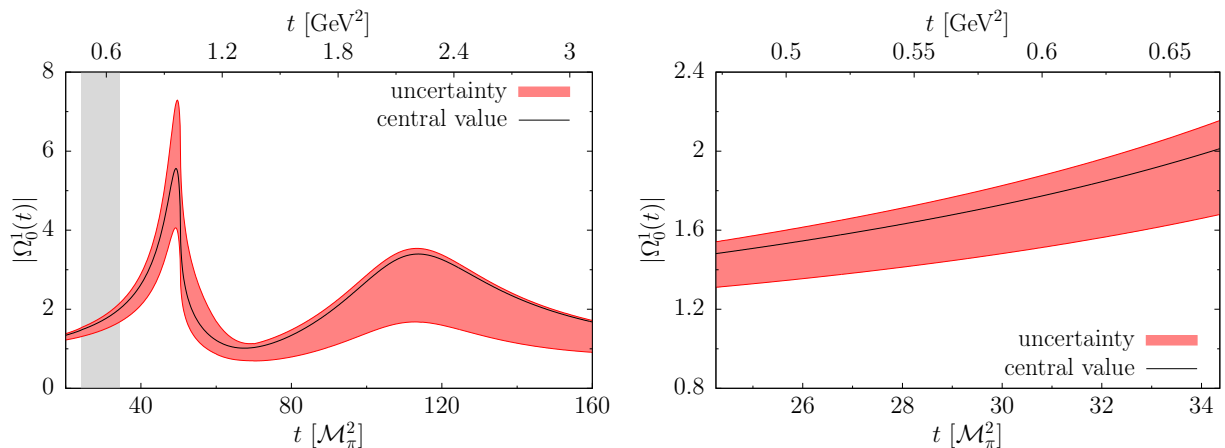 t [GeV²]
0.6 1.2 1.8 2.4 3
8
6
4
2
0
|Ω₀¹(t)|
uncertainty
central value
40 80 120 160
t [ℳ_π²]
t [GeV²]
0.5 0.55 0.6 0.65
2.4
2
1.6
1.2
0.8
|Ω₀¹(t)|
uncertainty
central value
26 28 30 32 34
t [ℳ_π²]